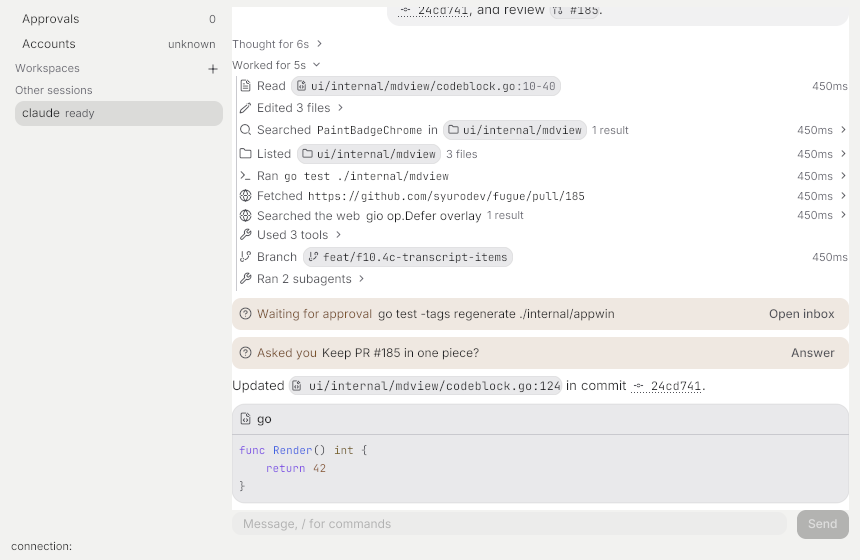 Approvals 0
Accounts unknown
Workspaces +
Other sessions
claude ready
connection:
24cd741, and review #185.
Thought for 6s
Worked for 5s
Read ui/internal/mdview/codeblock.go:10-40 450ms
Edited 3 files
Searched PaintBadgeChrome in ui/internal/mdview 1 result 450ms
Listed ui/internal/mdview 3 files 450ms
Ran go test ./internal/mdview 450ms
Fetched https://github.com/syurodev/fugue/pull/185 450ms
Searched the web gio op.Defer overlay 1 result 450ms
Used 3 tools
Branch feat/f10.4c-transcript-items 450ms
Ran 2 subagents
Waiting for approval go test -tags regenerate ./internal/appwin Open inbox
Asked you Keep PR #185 in one piece? Answer
Updated ui/internal/mdview/codeblock.go:124 in commit 24cd741.
go
func Render() int {
    return 42
}
Message, / for commands Send